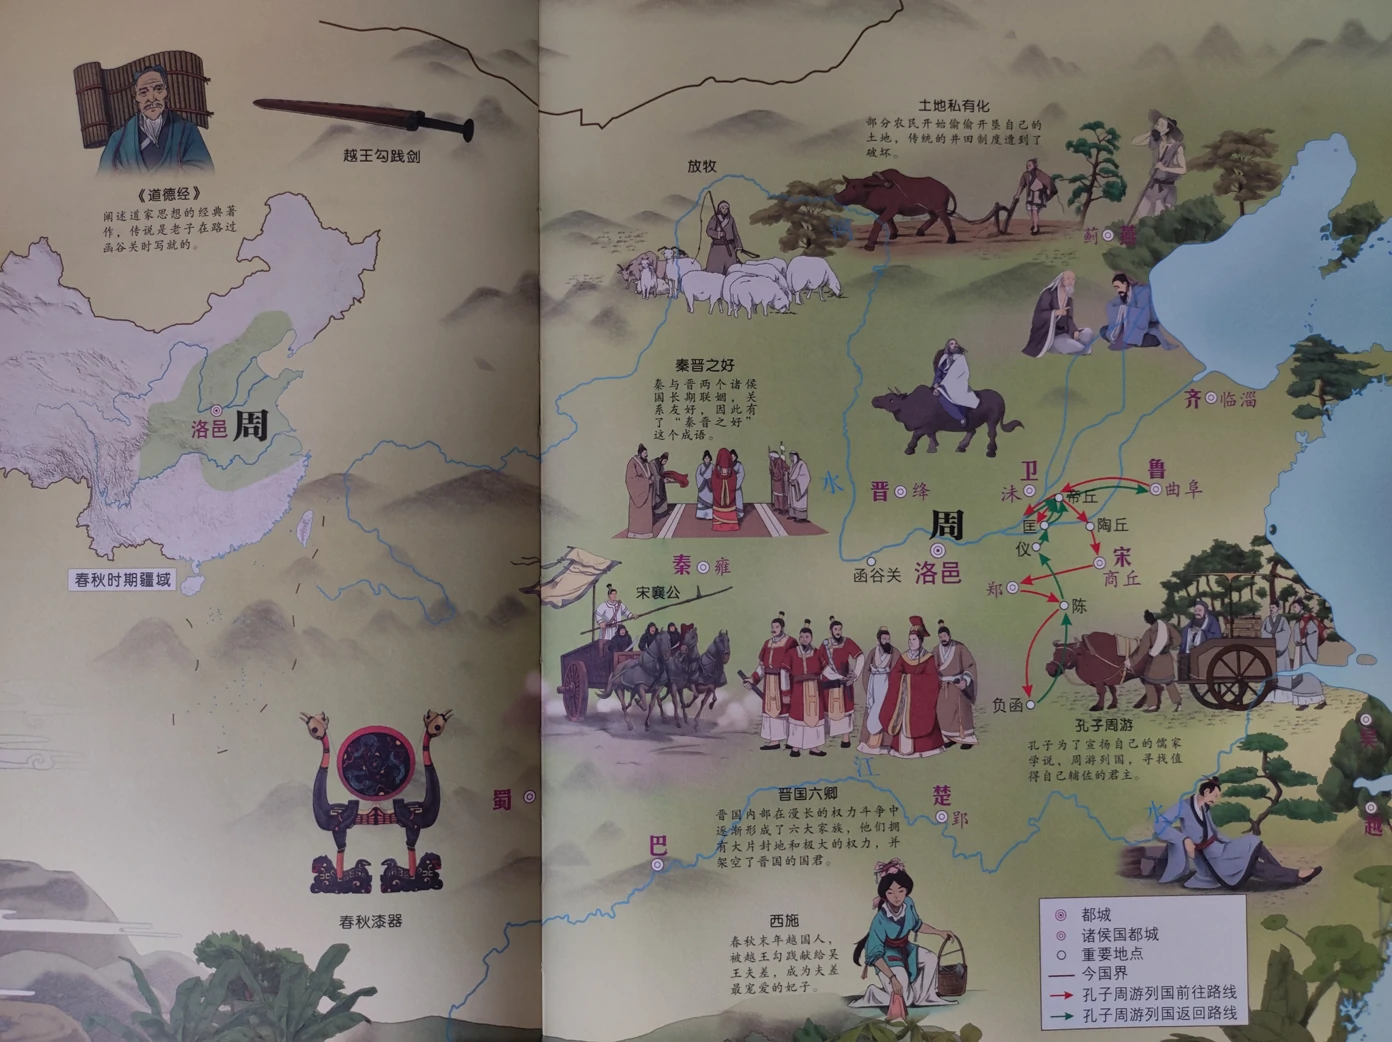 《道德经》
阐述道家思想的经典著
作，传说是老子在路过
函谷关时写就的。
越王勾践剑
洛邑
周
春秋时期疆域
春秋漆器
放牧
土地私有化
部分农民开始偷偷开垦自己的
土地，传统的井田制度遭到了
破坏。
蓟
燕
秦晋之好
秦与晋两个诸侯
国长期联姻，关
系友好，因此有
了“秦晋之好”
这个成语。
齐
临淄
水
晋
绛
卫
沬
帝丘
鲁
曲阜
周
洛邑
函谷关
匡
仪
陶丘
宋
商丘
秦
雍
郑
陈
宋襄公
负函
孔子周游
孔子为了宣扬自己的儒家
学说，周游列国，寻找值
得自己辅佐的君主。
吴
越
江
水
晋国六卿
晋国内部在漫长的权力斗争中
逐渐形成了六大家族，他们拥
有大片封地和极大的权力，并
架空了晋国的国君。
楚
郢
蜀
巴
西施
春秋末年越国人，
被越王勾践献给吴
王夫差，成为夫差
最宠爱的妃子。
都城
诸侯国都城
重要地点
今国界
孔子周游列国前往路线
孔子周游列国返回路线